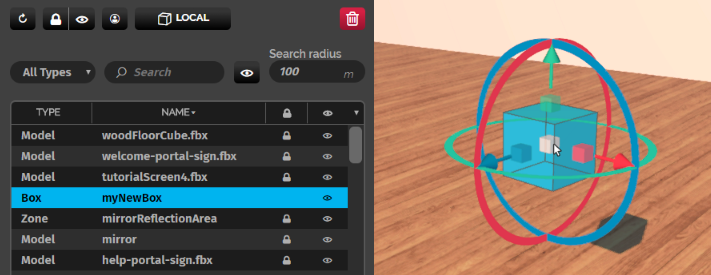 LOCAL
Search radius
All Types
Search
100 m
TYPE NAME
Model woodFloorCube.fbx
Model welcome-portal-sign.fbx
Model tutorialScreen4.fbx
Box myNewBox
Zone mirrorReflectionArea
Model mirror
Model help-portal-sign.fbx